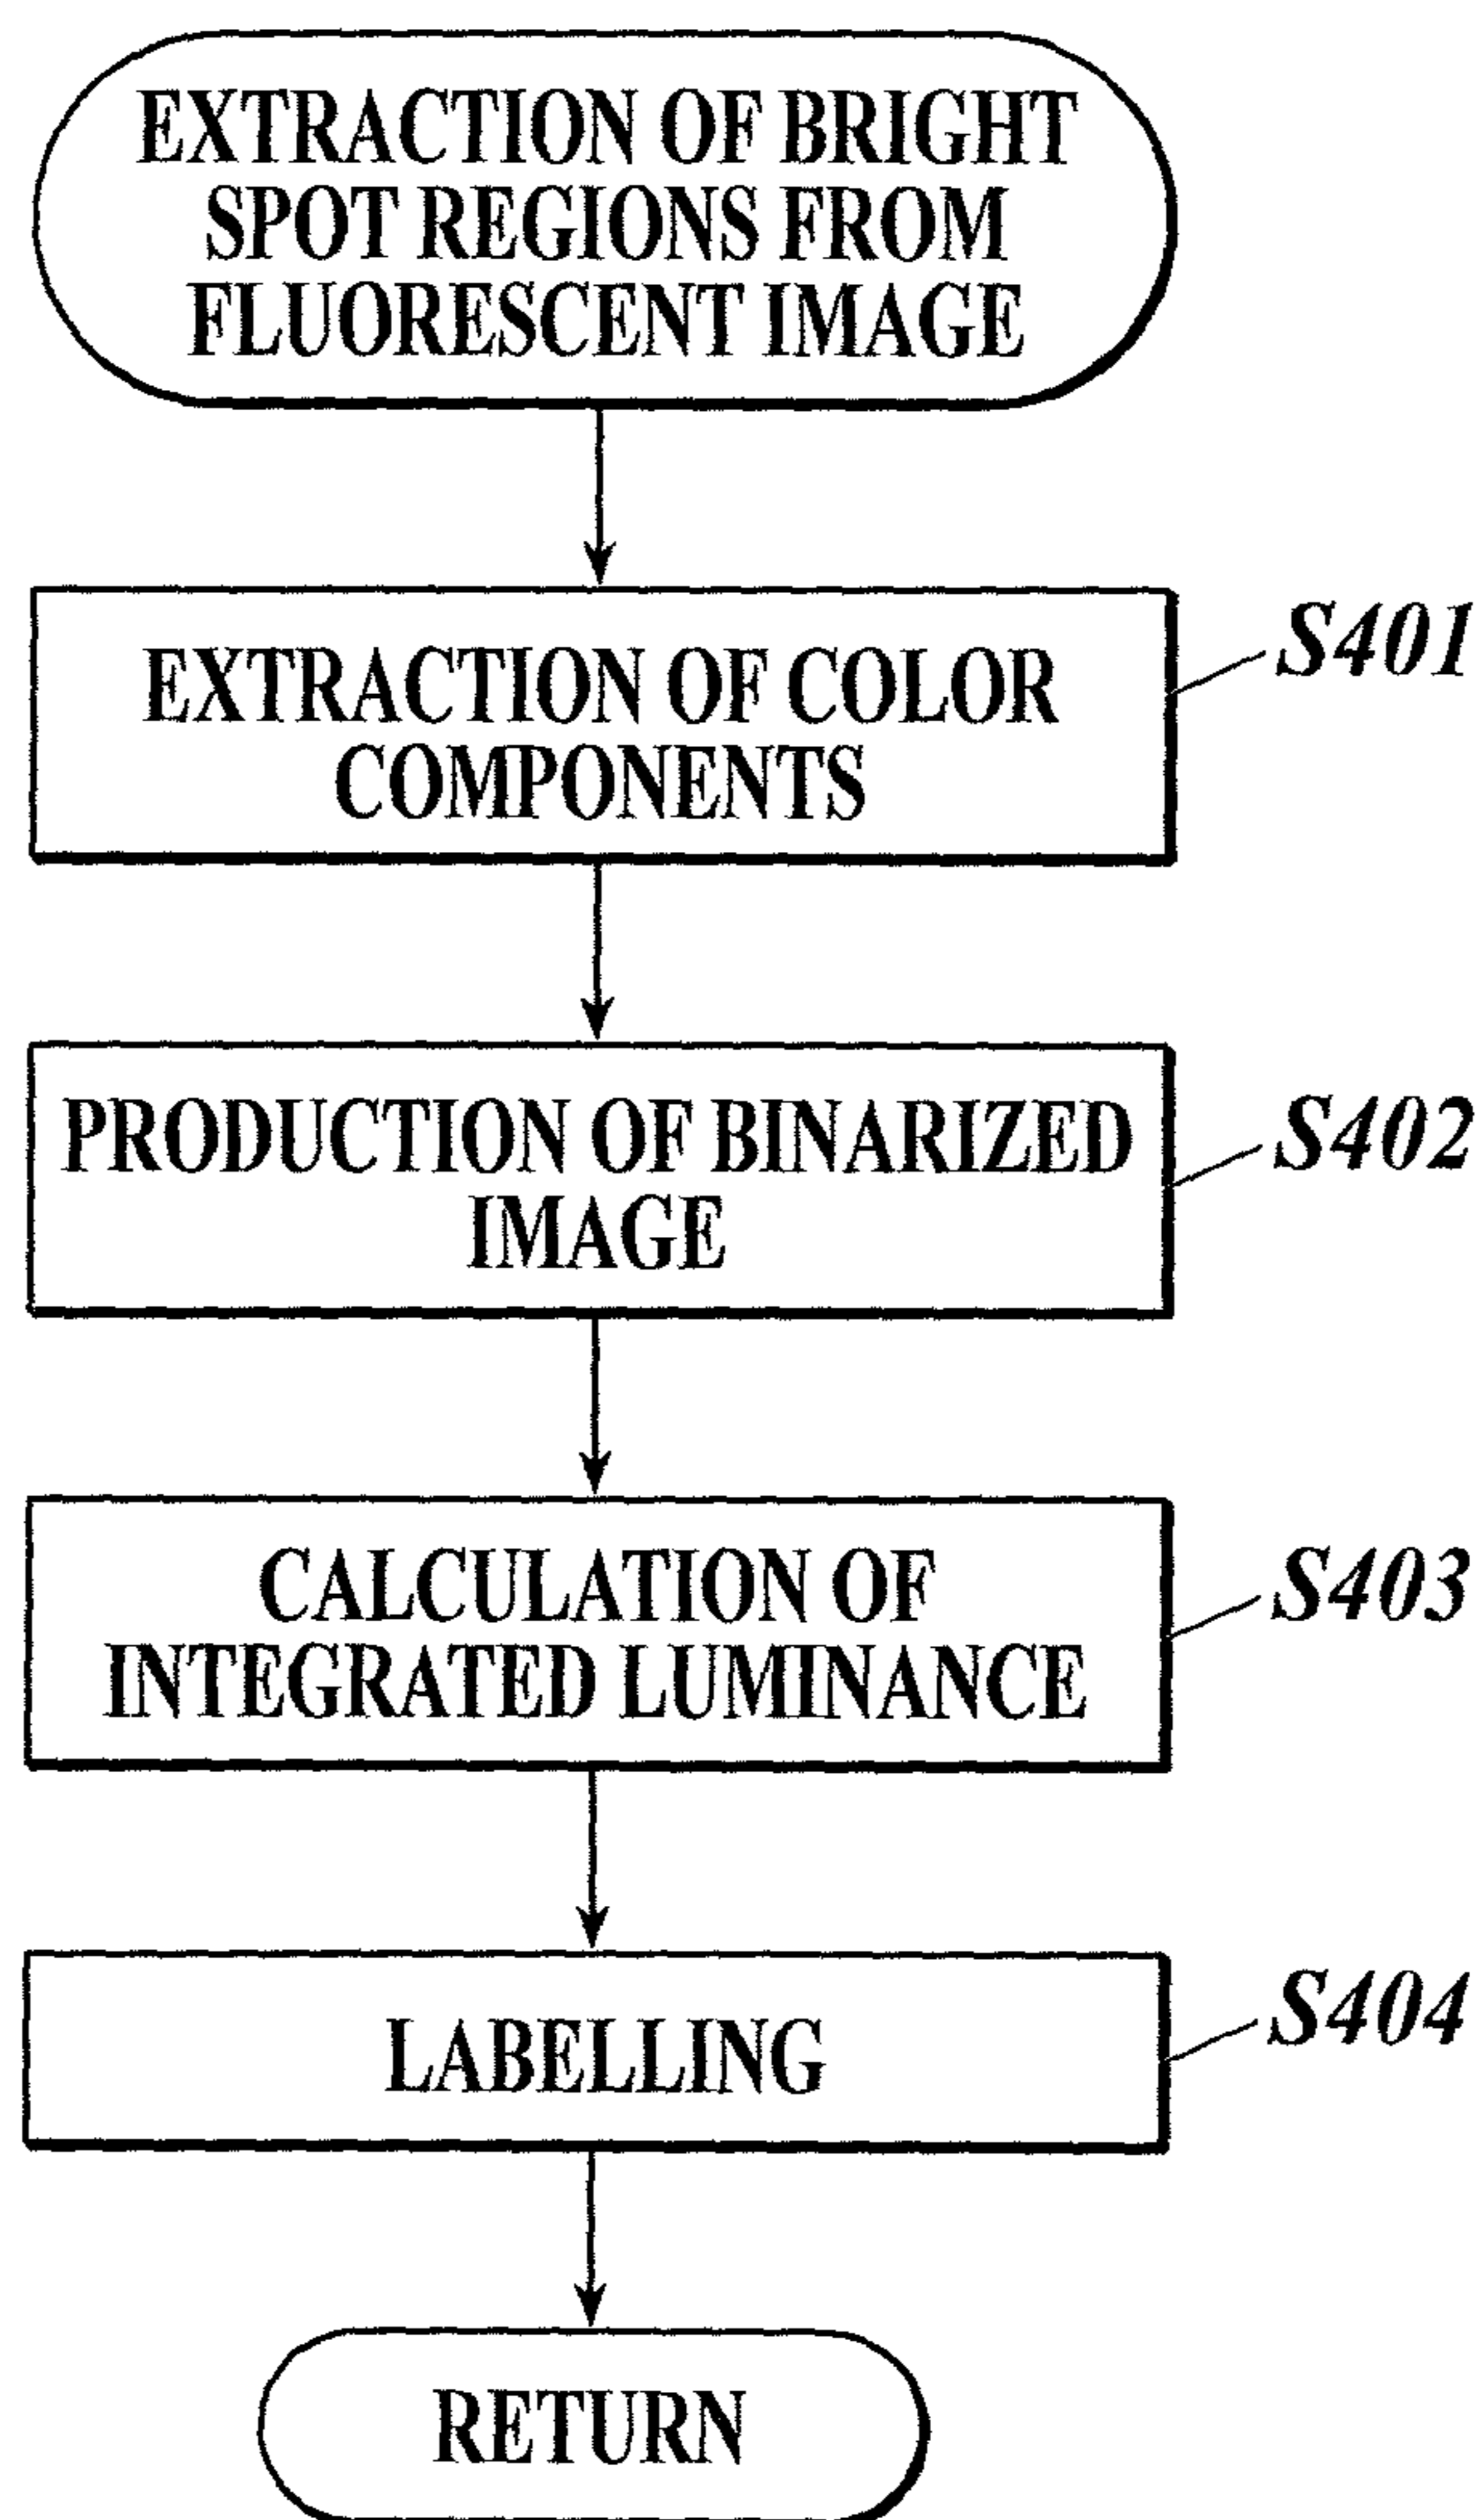 EXTRACTION OF BRIGHT
SPOT REGIONS FROM
FLUORESCENT IMAGE
EXTRACTION OF COLOR
COMPONENTS
S401
PRODUCTION OF BINARIZED
IMAGE
S402
CALCULATION OF
INTEGRATED LUMINANCE
S403
LABELLING
S404
RETURN